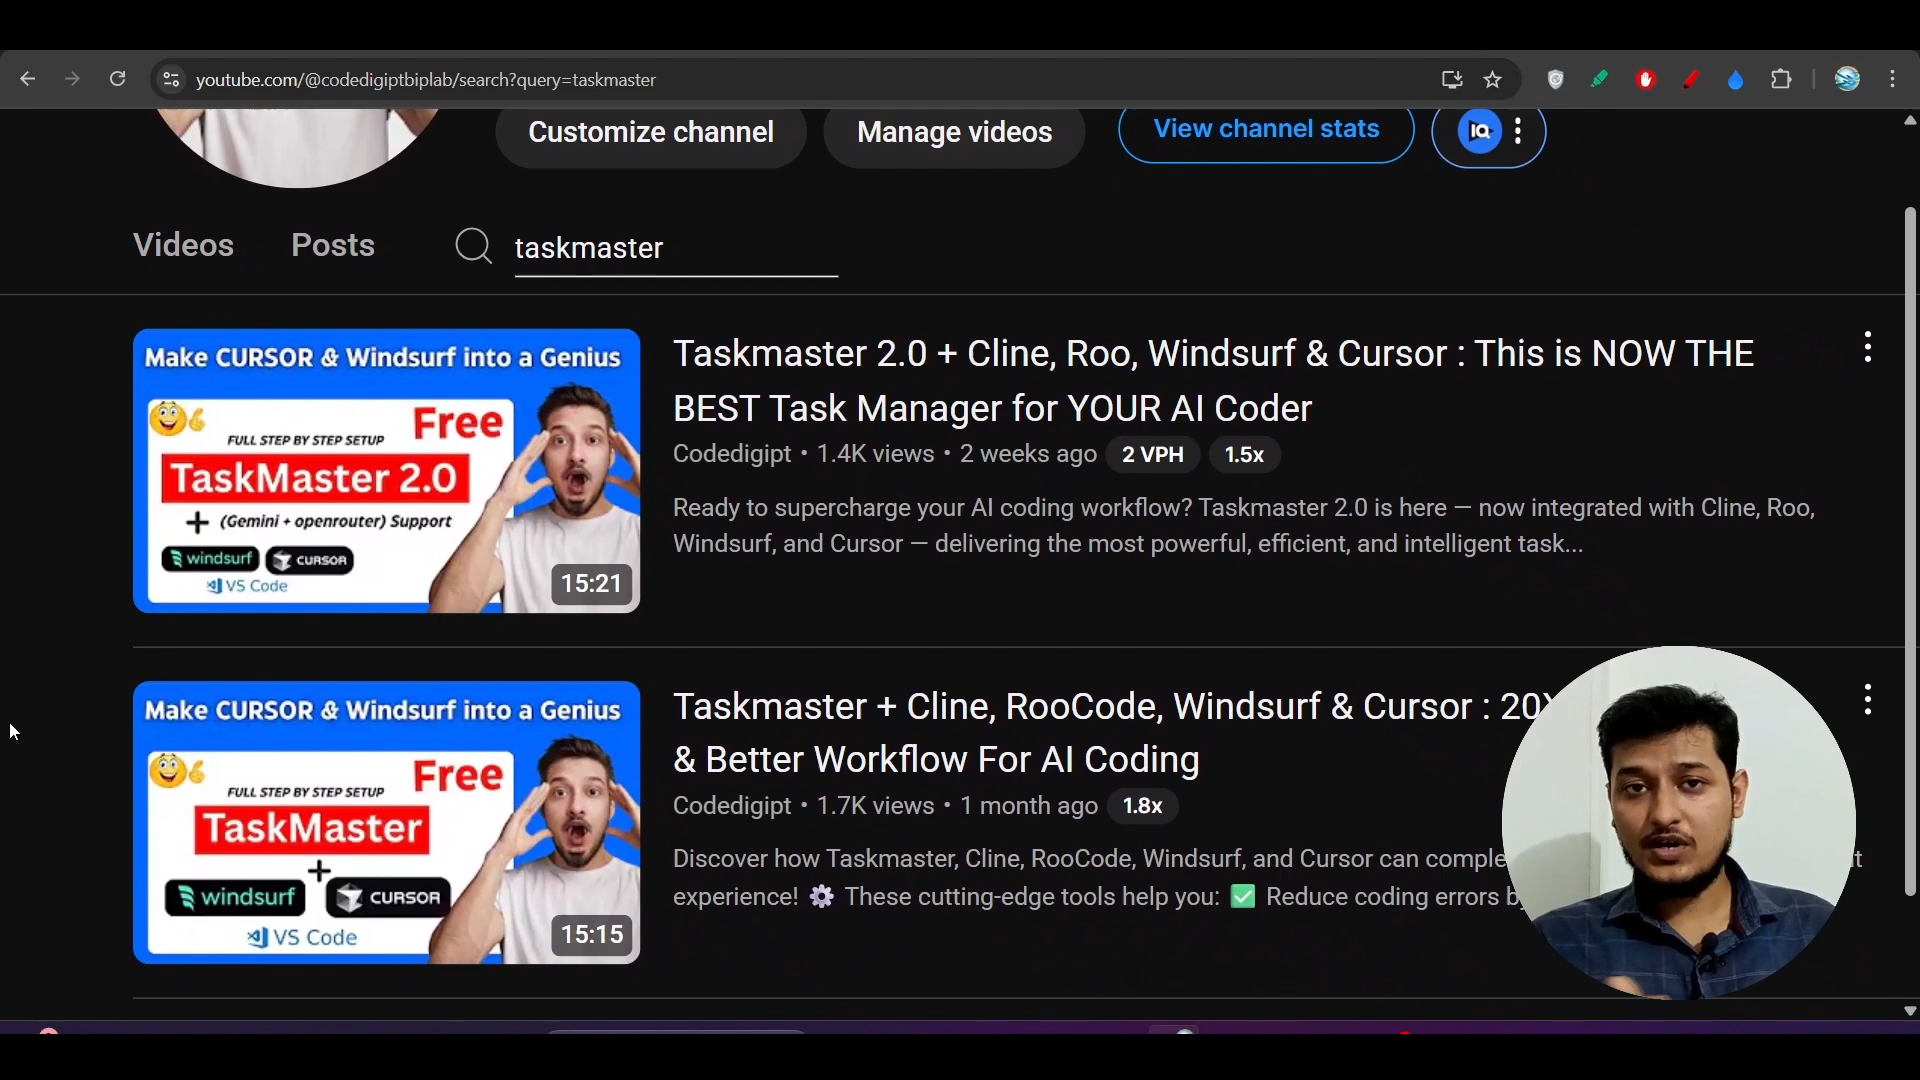 youtube.com/@codedigiptbiplab/search?query=taskmaster
Customize channel
Manage videos
View channel stats
IQ
Videos
Posts
taskmaster
Make CURSOR & Windsurf into a Genius
Free
FULL STEP BY STEP SETUP
TaskMaster 2.0
+ (Gemini + openrouter) Support
windsurf
CURSOR
VS Code
15:21
Taskmaster 2.0 + Cline, Roo, Windsurf & Cursor : This is NOW THE
BEST Task Manager for YOUR AI Coder
Codedigipt • 1.4K views • 2 weeks ago 2 VPH 1.5x
Ready to supercharge your AI coding workflow? Taskmaster 2.0 is here — now integrated with Cline, Roo,
Windsurf, and Cursor — delivering the most powerful, efficient, and intelligent task...
Make CURSOR & Windsurf into a Genius
Free
FULL STEP BY STEP SETUP
TaskMaster
+
windsurf
CURSOR
VS Code
15:15
Taskmaster + Cline, RooCode, Windsurf & Cursor :
& Better Workflow For AI Coding
Codedigipt • 1.7K views • 1 month ago 1.8x
Discover how Taskmaster, Cline, RooCode, Windsurf, and Cursor can
experience! ⚙️ These cutting-edge tools help you: ✅ Reduce coding errors